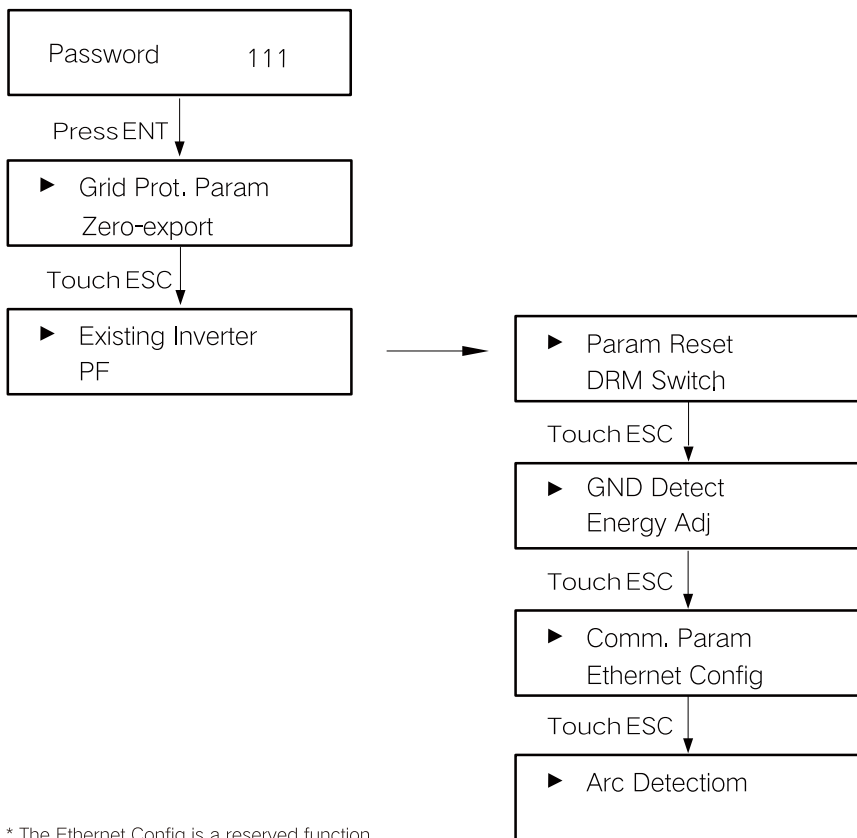 Password 111
Press ENT
► Grid Prot. Param
Zero-export
Touch ESC
► Existing Inverter
PF
► Param Reset
DRM Switch
Touch ESC
► GND Detect
Energy Adj
Touch ESC
► Comm. Param
Ethernet Config
Touch ESC
► Arc Detectiom
* The Ethernet Config is a reserved function